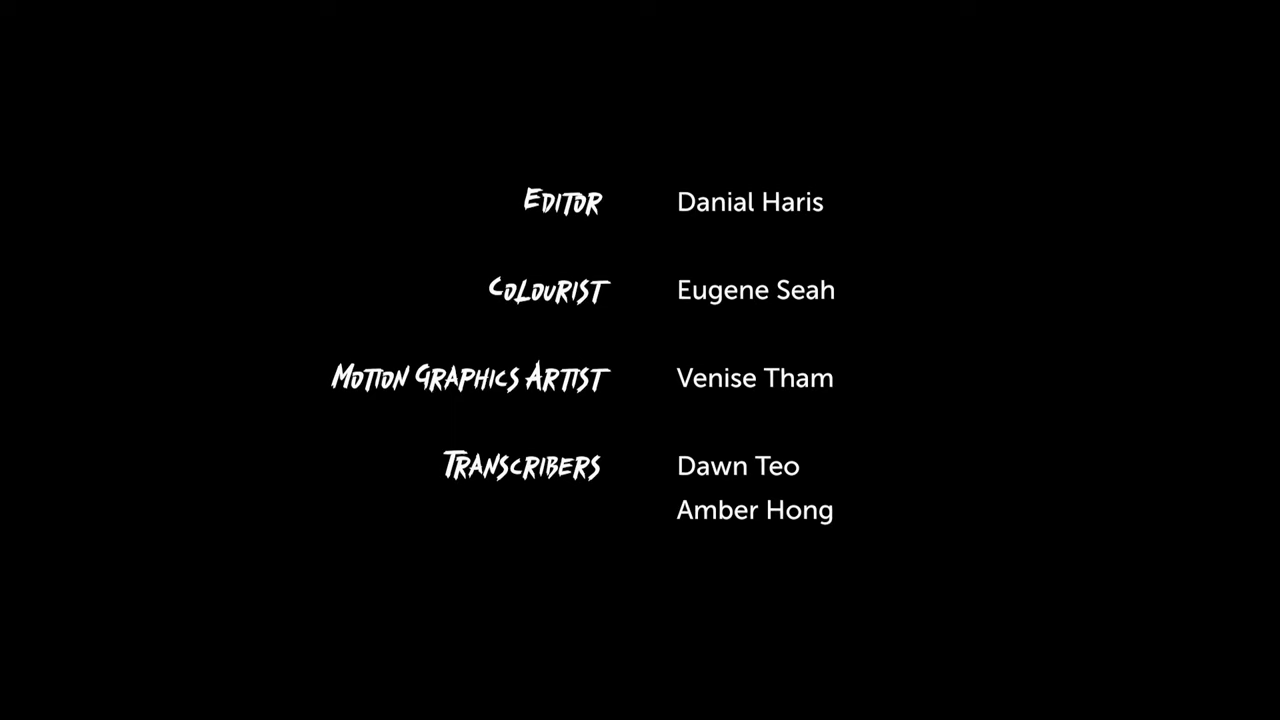 Editor Danial Haris
Colourist Eugene Seah
Motion Graphics Artist Venise Tham
Transcribers Dawn Teo
Amber Hong